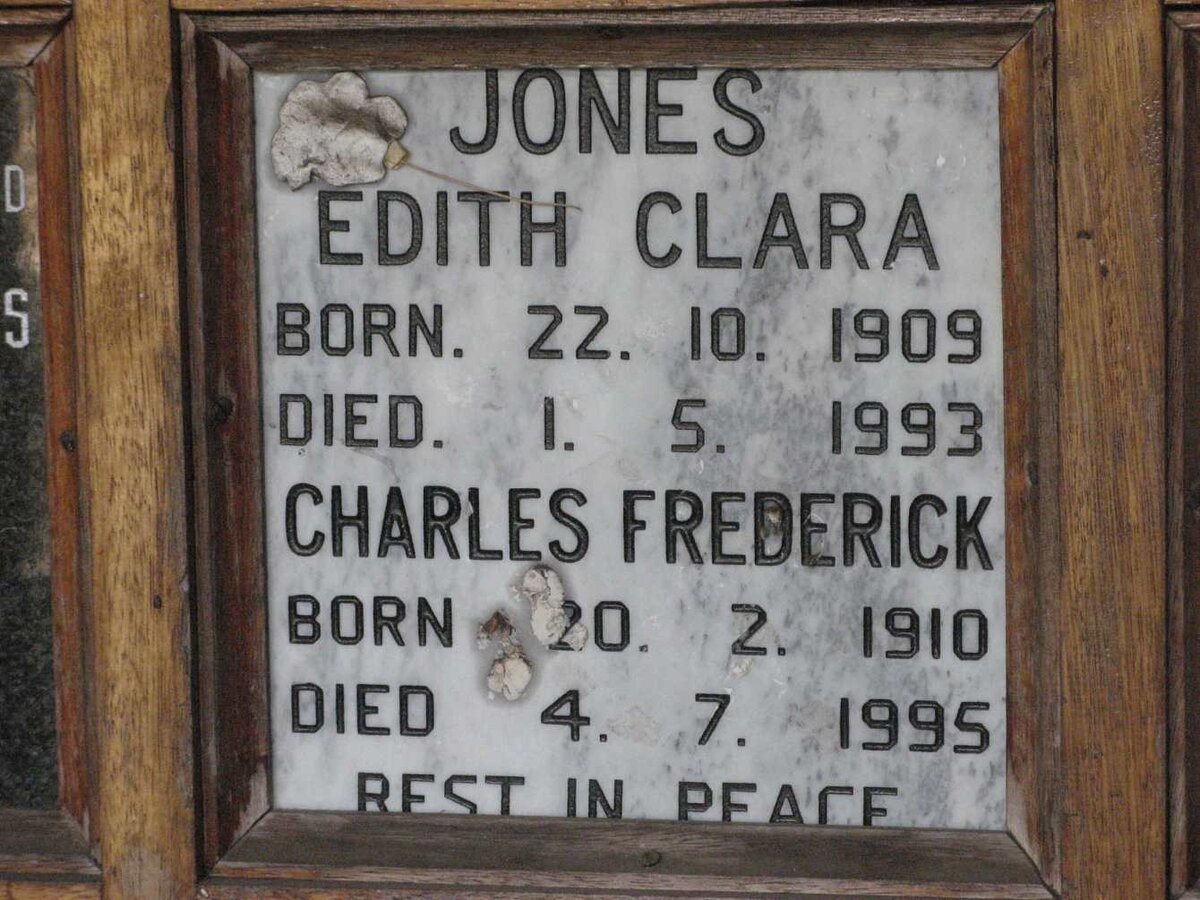 JONES
EDITH CLARA
BORN. 22. 10. 1909
DIED. 1. 5. 1993
CHARLES FREDERICK
BORN 20. 2. 1910
DIED 4. 7. 1995
REST IN PEACE
D
S